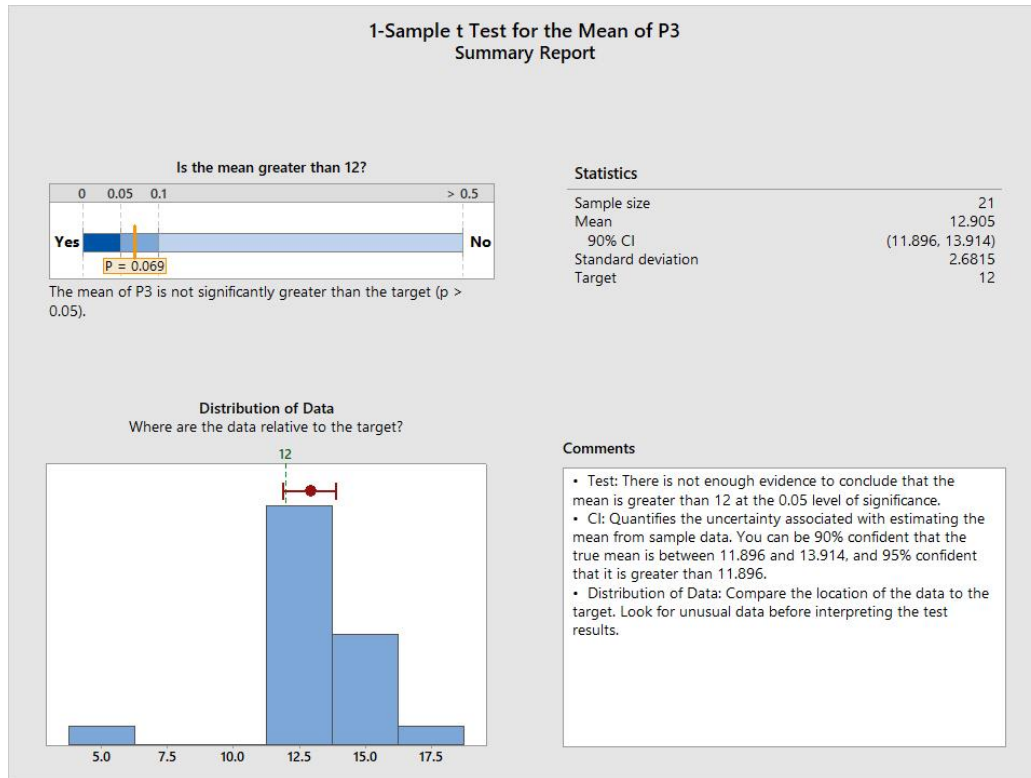 1-Sample t Test for the Mean of P3
Summary Report
Is the mean greater than 12?
0 0.05 0.1 > 0.5
Yes No
P = 0.069
The mean of P3 is not significantly greater than the target (p >
0.05).
Statistics
Sample size 21
Mean 12.905
90% CI (11.896, 13.914)
Standard deviation 2.6815
Target 12
Distribution of Data
Where are the data relative to the target?
12
5.0 7.5 10.0 12.5 15.0 17.5
Comments
• Test: There is not enough evidence to conclude that the
mean is greater than 12 at the 0.05 level of significance.
• CI: Quantifies the uncertainty associated with estimating the
mean from sample data. You can be 90% confident that the
true mean is between 11.896 and 13.914, and 95% confident
that it is greater than 11.896.
• Distribution of Data: Compare the location of the data to the
target. Look for unusual data before interpreting the test
results.